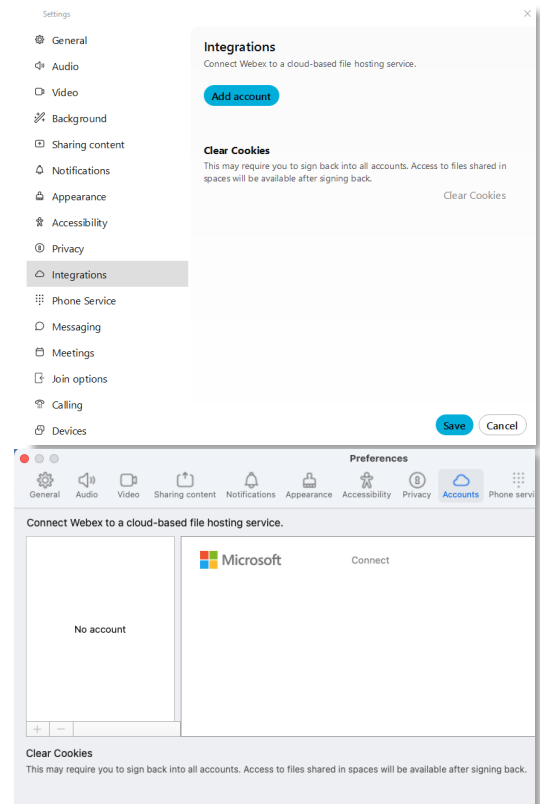 Settings
General
Audio
Video
Background
Sharing content
Notifications
Appearance
Accessibility
Privacy
Integrations
Phone Service
Messaging
Meetings
Join options
Calling
Devices
Integrations
Connect Webex to a cloud-based file hosting service.
Add account
Clear Cookies
This may require you to sign back into all accounts. Access to files shared in
spaces will be available after signing back.
Clear Cookies
Save Cancel
Preferences
General Audio Video Sharing content Notifications Appearance Accessibility Privacy Accounts Phone servi
Connect Webex to a cloud-based file hosting service.
No account
Microsoft Connect
Clear Cookies
This may require you to sign back into all accounts. Access to files shared in spaces will be available after signing back.